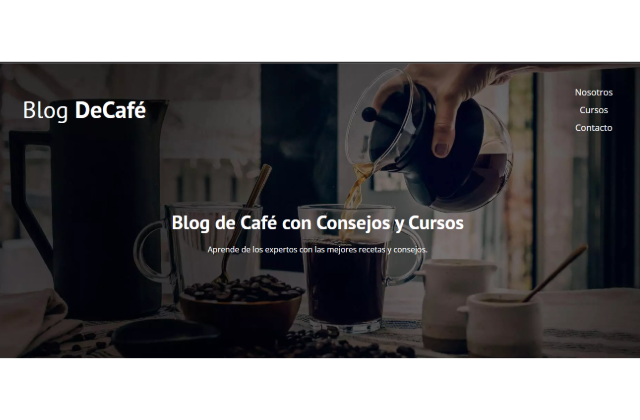 Blog DeCafé
Nosotros
Cursos
Contacto
Blog de Café con Consejos y Cursos
Aprende de los expertos con las mejores recetas y consejos.